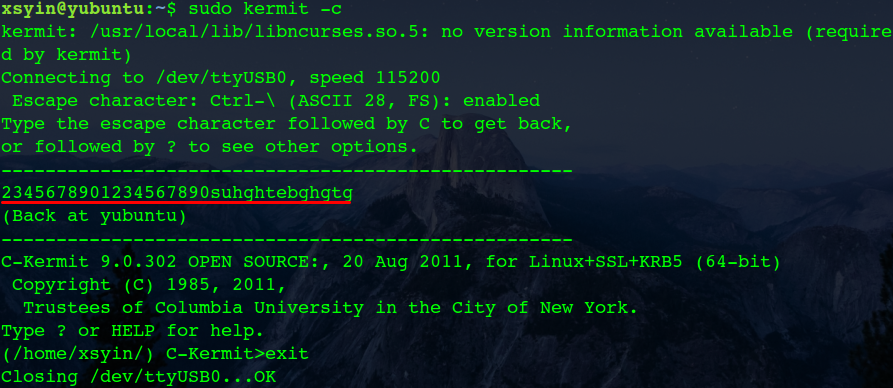 xsyin@yubuntu:~$ sudo kermit -c
kermit: /usr/local/lib/libncurses.so.5: no version information available (require
d by kermit)
Connecting to /dev/ttyUSB0, speed 115200
 Escape character: Ctrl-\ (ASCII 28, FS): enabled
Type the escape character followed by C to get back,
or followed by ? to see other options.
----------------------------------------------------
2345678901234567890suhghtebghgtg
(Back at yubuntu)
----------------------------------------------------
C-Kermit 9.0.302 OPEN SOURCE:, 20 Aug 2011, for Linux+SSL+KRB5 (64-bit)
 Copyright (C) 1985, 2011,
  Trustees of Columbia University in the City of New York.
Type ? or HELP for help.
(/home/xsyin/) C-Kermit>exit
Closing /dev/ttyUSB0...OK